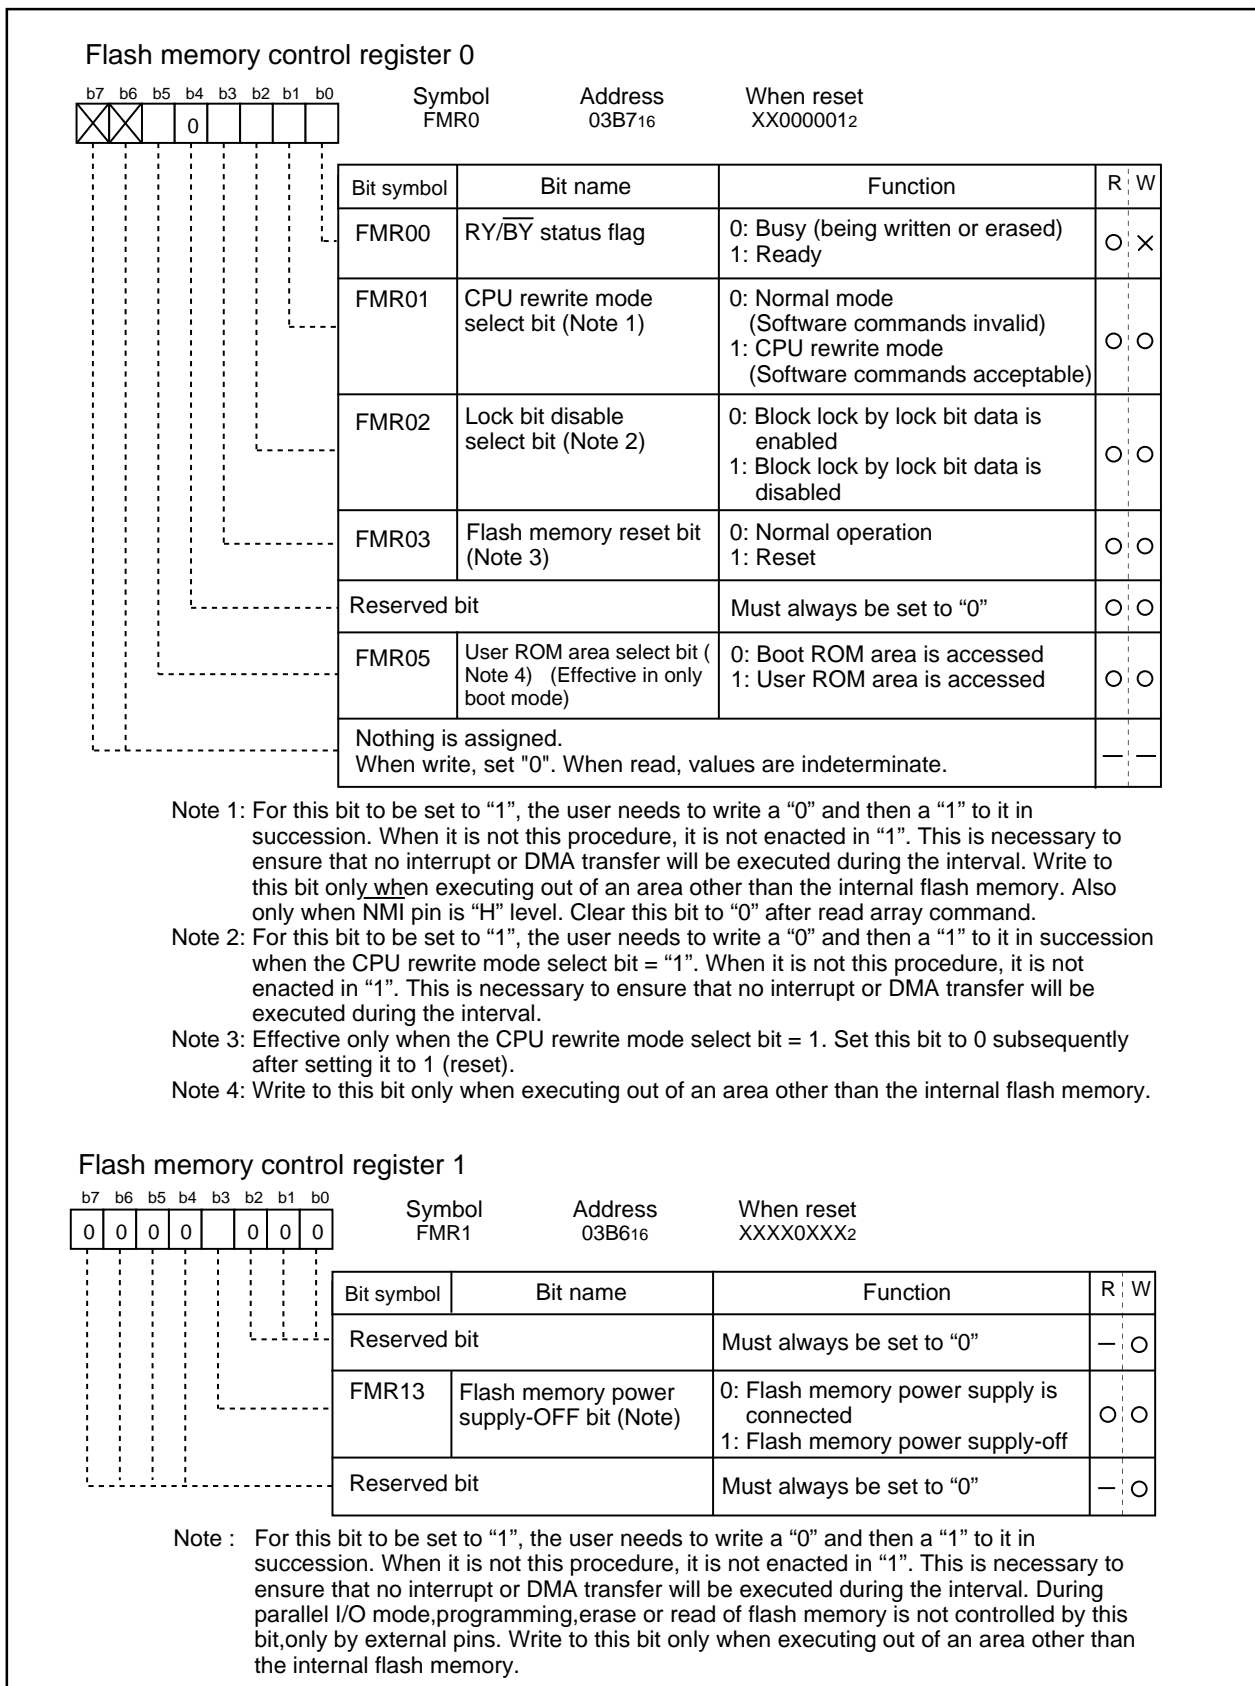 Flash memory control register 0
b7 b6 b5 b4 b3 b2 b1 b0
Symbol Address When reset
0
FMR0 03B716 XX0000012
Bit symbol Bit name Function R W
FMR00 RY/BY status flag 0: Busy (being written or erased)
1: Ready
FMR01 CPU rewrite mode 0: Normal mode
select bit (Note 1) (Software commands invalid)
1: CPU rewrite mode
(Software commands acceptable)
FMR02 Lock bit disable 0: Block lock by lock bit data is
select bit (Note 2) enabled
1: Block lock by lock bit data is
disabled
FMR03 Flash memory reset bit 0: Normal operation
(Note 3) 1: Reset
Reserved bit Must always be set to “0”
FMR05 User ROM area select bit ( 0: Boot ROM area is accessed
Note 4) (Effective in only 1: User ROM area is accessed
boot mode)
Nothing is assigned.
When write, set "0". When read, values are indeterminate.
Note 1: For this bit to be set to “1”, the user needs to write a “0” and then a “1” to it in
succession. When it is not this procedure, it is not enacted in “1”. This is necessary to
ensure that no interrupt or DMA transfer will be executed during the interval. Write to
this bit only when executing out of an area other than the internal flash memory. Also
only when NMI pin is “H” level. Clear this bit to “0” after read array command.
Note 2: For this bit to be set to “1”, the user needs to write a “0” and then a “1” to it in succession
when the CPU rewrite mode select bit = “1”. When it is not this procedure, it is not
enacted in “1”. This is necessary to ensure that no interrupt or DMA transfer will be
executed during the interval.
Note 3: Effective only when the CPU rewrite mode select bit = 1. Set this bit to 0 subsequently
after setting it to 1 (reset).
Note 4: Write to this bit only when executing out of an area other than the internal flash memory.
Flash memory control register 1
b7 b6 b5 b4 b3 b2 b1 b0
Symbol Address When reset
0 0 0 0 0 0 0
FMR1 03B616 XXXX0XXX2
Bit symbol Bit name Function R W
Reserved bit Must always be set to “0” –
FMR13 Flash memory power 0: Flash memory power supply is
supply-OFF bit (Note) connected
1: Flash memory power supply-off
Reserved bit Must always be set to “0” –
Note : For this bit to be set to “1”, the user needs to write a “0” and then a “1” to it in
succession. When it is not this procedure, it is not enacted in “1”. This is necessary to
ensure that no interrupt or DMA transfer will be executed during the interval. During
parallel I/O mode,programming,erase or read of flash memory is not controlled by this
bit,only by external pins. Write to this bit only when executing out of an area other than
the internal flash memory.